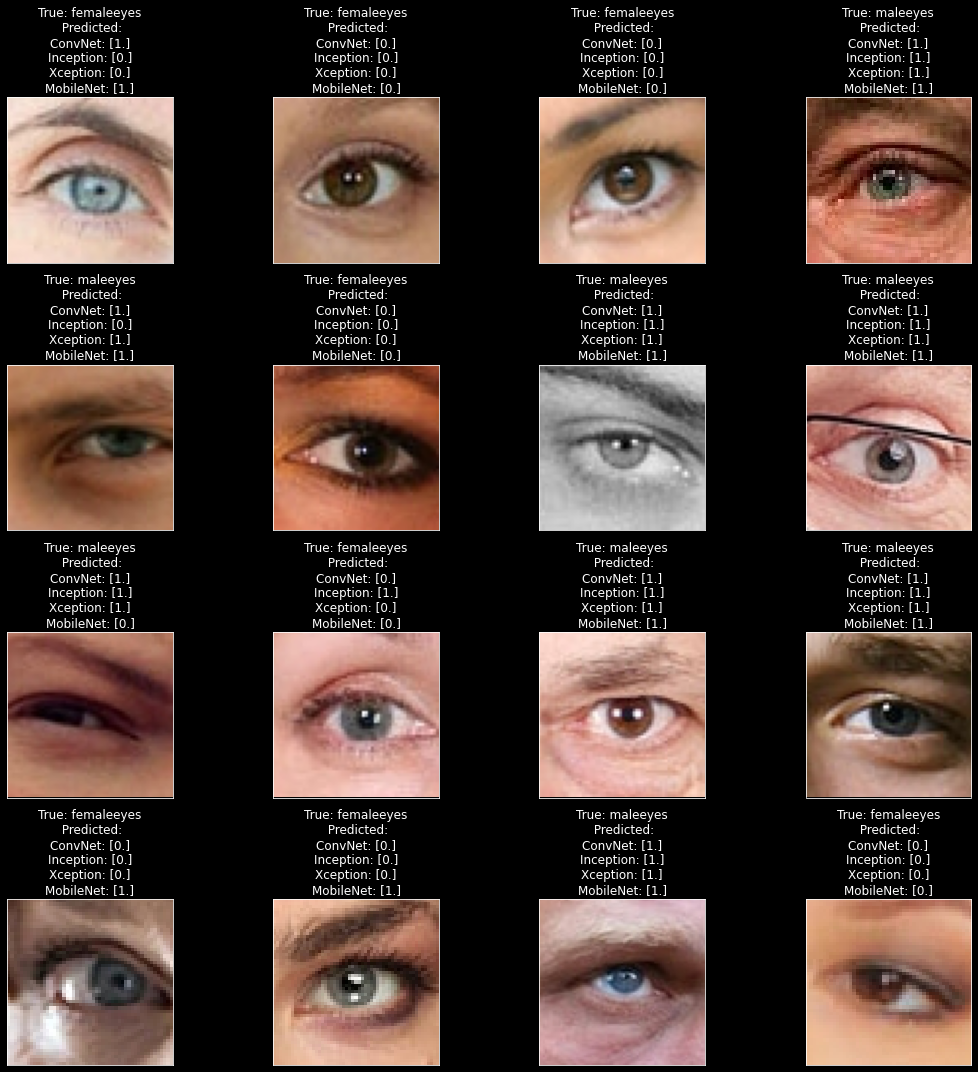 True: femaleeyes
Predicted:
ConvNet: [1.]
Inception: [0.]
Xception: [0.]
MobileNet: [1.]
True: femaleeyes
Predicted:
ConvNet: [0.]
Inception: [0.]
Xception: [0.]
MobileNet: [0.]
True: femaleeyes
Predicted:
ConvNet: [0.]
Inception: [0.]
Xception: [0.]
MobileNet: [0.]
True: maleeyes
Predicted:
ConvNet: [1.]
Inception: [1.]
Xception: [1.]
MobileNet: [1.]
True: maleeyes
Predicted:
ConvNet: [1.]
Inception: [0.]
Xception: [1.]
MobileNet: [1.]
True: femaleeyes
Predicted:
ConvNet: [0.]
Inception: [0.]
Xception: [0.]
MobileNet: [0.]
True: maleeyes
Predicted:
ConvNet: [1.]
Inception: [1.]
Xception: [1.]
MobileNet: [1.]
True: maleeyes
Predicted:
ConvNet: [1.]
Inception: [1.]
Xception: [1.]
MobileNet: [1.]
True: maleeyes
Predicted:
ConvNet: [1.]
Inception: [1.]
Xception: [1.]
MobileNet: [0.]
True: femaleeyes
Predicted:
ConvNet: [0.]
Inception: [1.]
Xception: [0.]
MobileNet: [0.]
True: maleeyes
Predicted:
ConvNet: [1.]
Inception: [1.]
Xception: [1.]
MobileNet: [1.]
True: maleeyes
Predicted:
ConvNet: [1.]
Inception: [1.]
Xception: [1.]
MobileNet: [1.]
True: femaleeyes
Predicted:
ConvNet: [0.]
Inception: [0.]
Xception: [0.]
MobileNet: [1.]
True: femaleeyes
Predicted:
ConvNet: [0.]
Inception: [0.]
Xception: [0.]
MobileNet: [0.]
True: maleeyes
Predicted:
ConvNet: [1.]
Inception: [1.]
Xception: [1.]
MobileNet: [1.]
True: femaleeyes
Predicted:
ConvNet: [0.]
Inception: [0.]
Xception: [0.]
MobileNet: [0.]